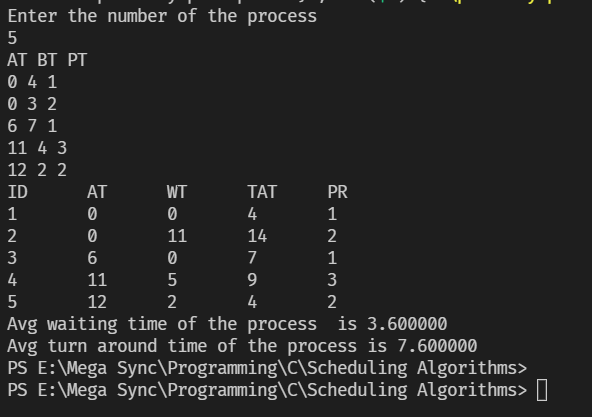 Enter the number of the process
5
AT BT PT
0 4 1
0 3 2
6 7 1
11 4 3
12 2 2
ID AT WT TAT PR
1 0 0 4 1
2 0 11 14 2
3 6 0 7 1
4 11 5 9 3
5 12 2 4 2
Avg waiting time of the process  is 3.600000
Avg turn around time of the process is 7.600000
PS E:\Mega Sync\Programming\C\Scheduling Algorithms>
PS E:\Mega Sync\Programming\C\Scheduling Algorithms>